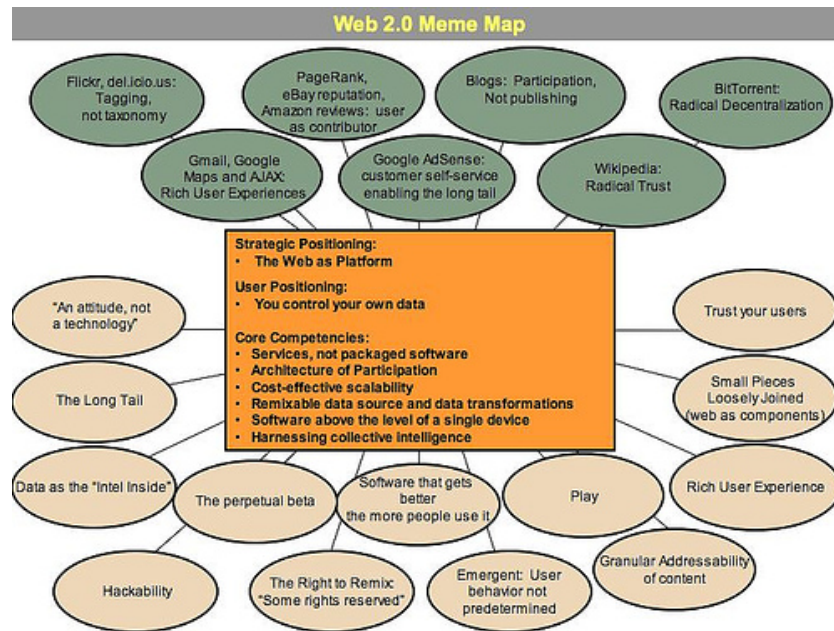 Web 2.0 Meme Map
Flickr, del.icio.us:
Tagging,
not taxonomy
PageRank,
eBay reputation,
Amazon reviews: user
as contributor
Blogs: Participation,
Not publishing
BitTorrent:
Radical Decentralization
Gmail, Google
Maps and AJAX:
Rich User Experiences
Google AdSense:
customer self-service
enabling the long tail
Wikipedia:
Radical Trust
Strategic Positioning:
• The Web as Platform
User Positioning:
• You control your own data
Core Competencies:
• Services, not packaged software
• Architecture of Participation
• Cost-effective scalability
• Remixable data source and data transformations
• Software above the level of a single device
• Harnessing collective intelligence
“An attitude, not
a technology”
Trust your users
The Long Tail
Small Pieces
Loosely Joined
(web as components)
Data as the “Intel Inside”
The perpetual beta
Software that gets
better
the more people use it
Play
Rich User Experience
Hackability
The Right to Remix:
“Some rights reserved”
Emergent: User
behavior not
predetermined
Granular Addressability
of content